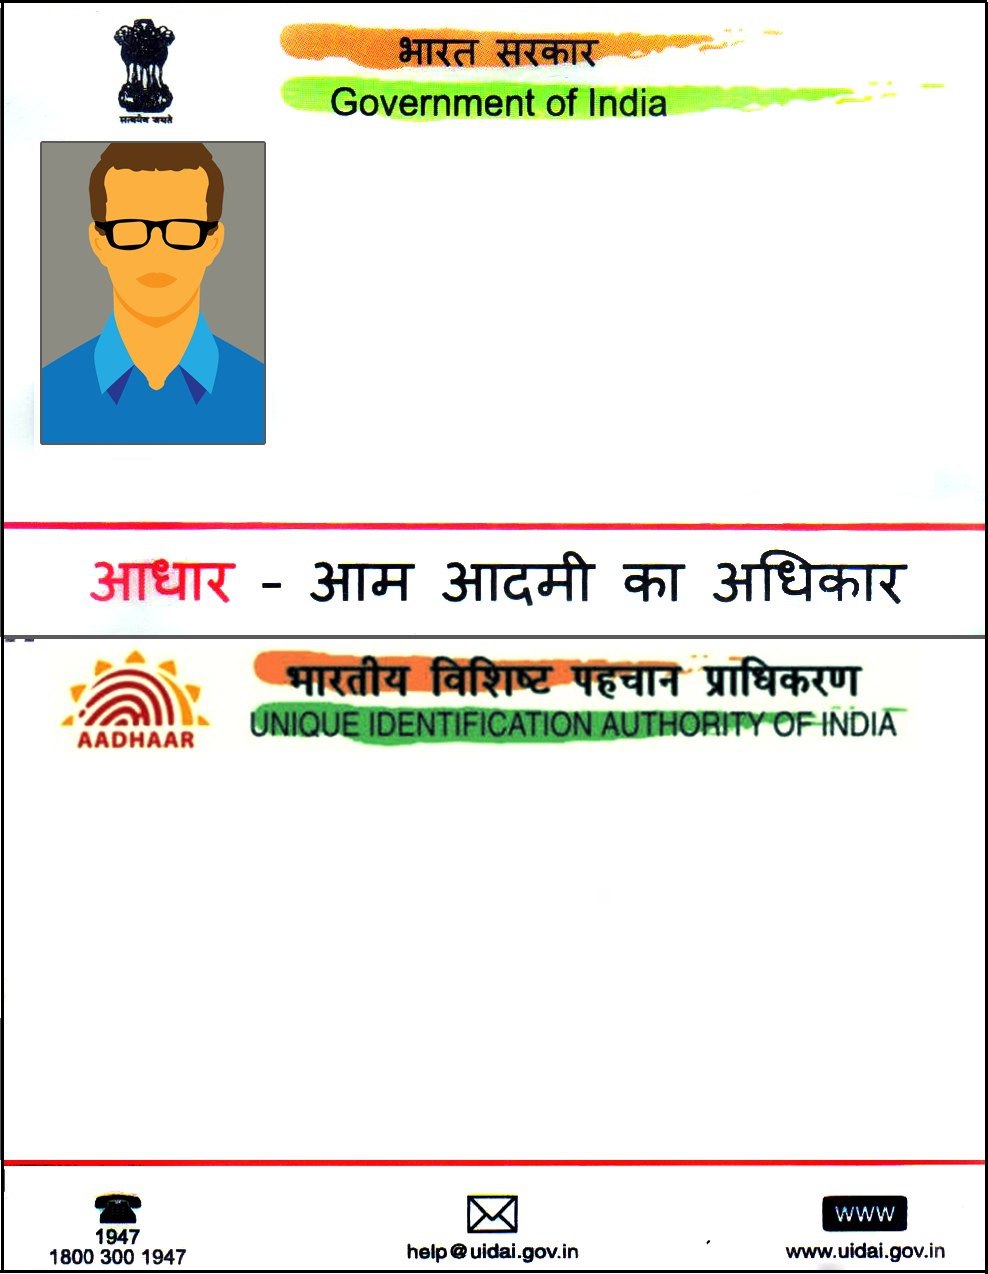 भारत सरकार
Government of India
सत्यमेव जयते
आधार - आम आदमी का अधिकार
भारतीय विशिष्ट पहचान प्राधिकरण
UNIQUE IDENTIFICATION AUTHORITY OF INDIA
AADHAAR
1947
1800 300 1947
help@uidai.gov.in
WWW
www.uidai.gov.in